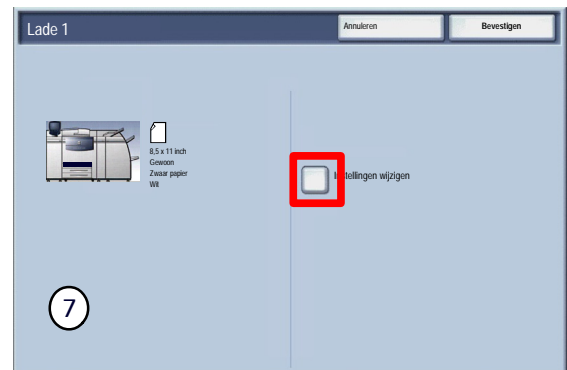 Lade 1
Annuleren
Bevestigen
8,5 x 11 inch
Gewoon
Zwaar papier
Wit
Instellingen wijzigen
7